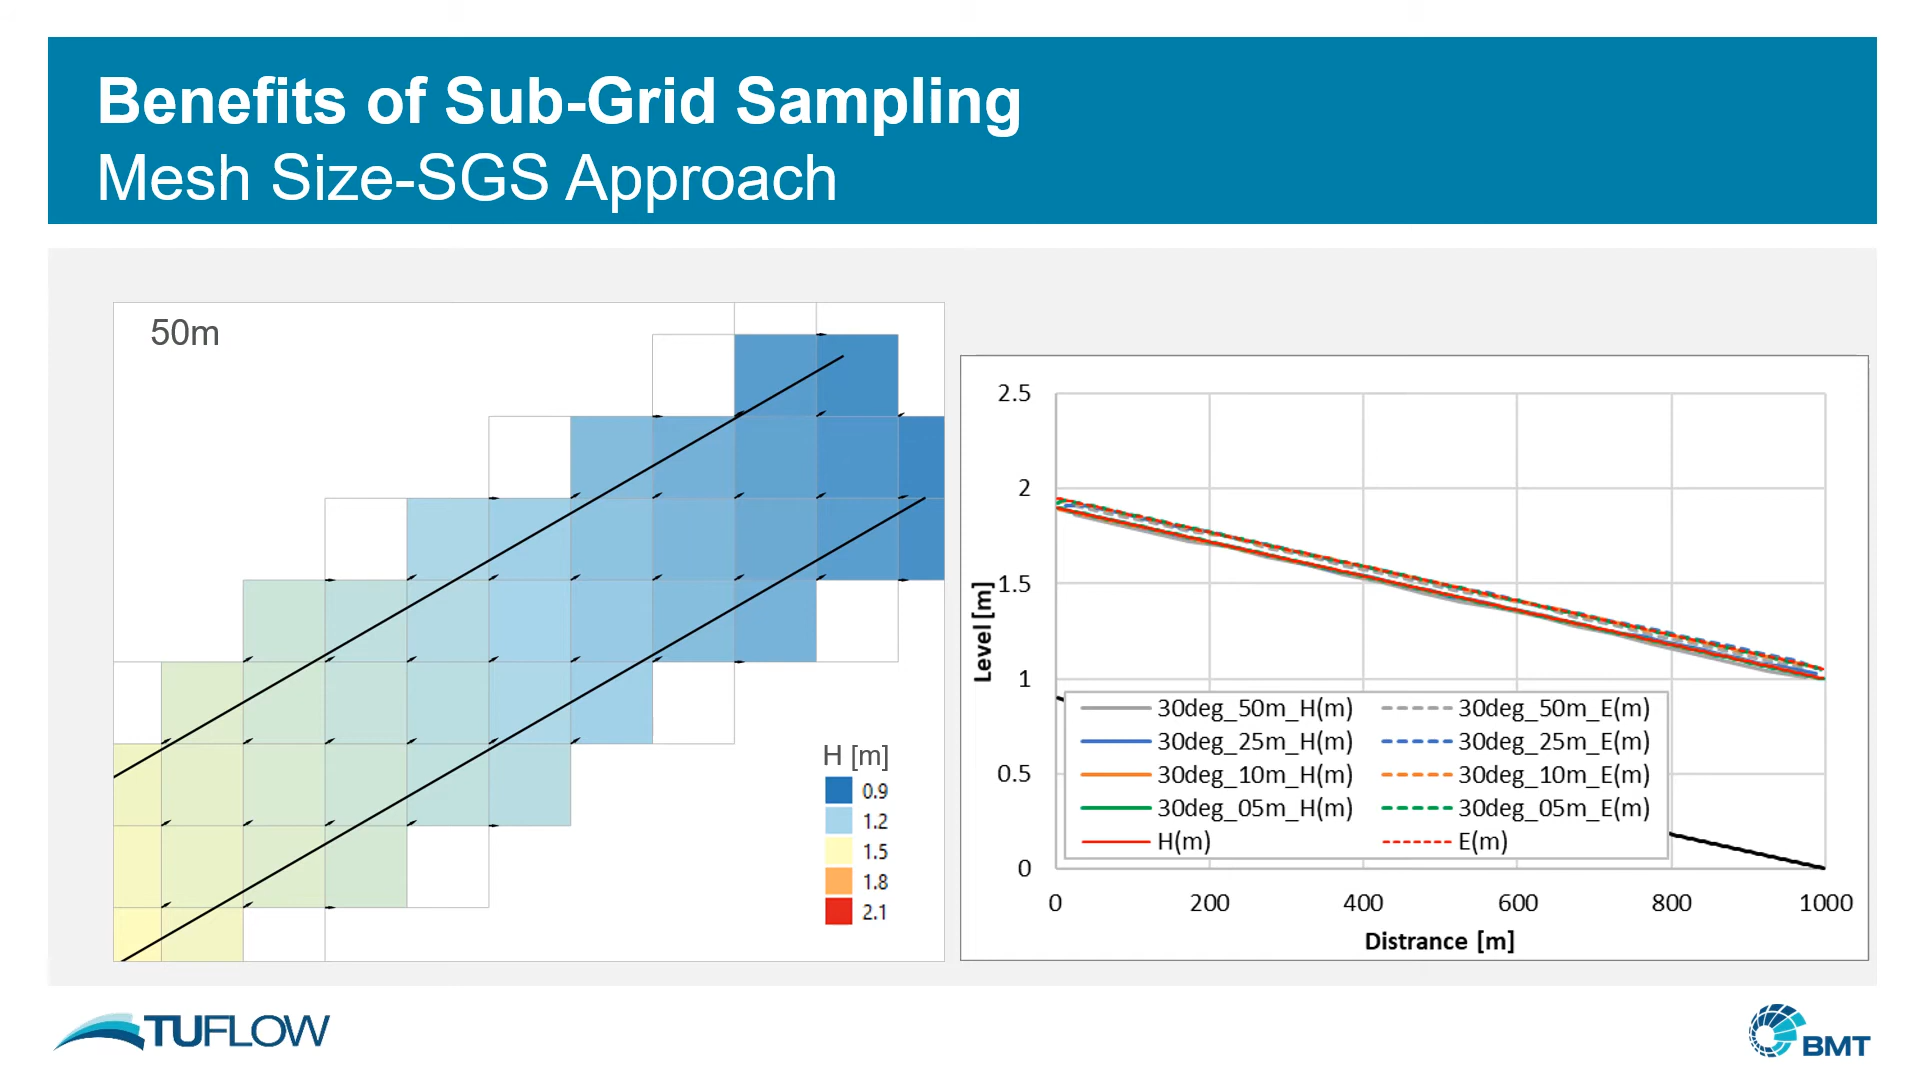 Benefits of Sub-Grid Sampling
Mesh Size-SGS Approach
50m
H [m]
0.9
1.2
1.5
1.8
2.1
2.5
2
1.5
1
0.5
0
Level [m]
30deg_50m_H(m) 30deg_50m_E(m)
30deg_25m_H(m) 30deg_25m_E(m)
30deg_10m_H(m) 30deg_10m_E(m)
30deg_05m_H(m) 30deg_05m_E(m)
H(m) E(m)
0 200 400 600 800 1000
Distrance [m]
TUFLOW
BMT